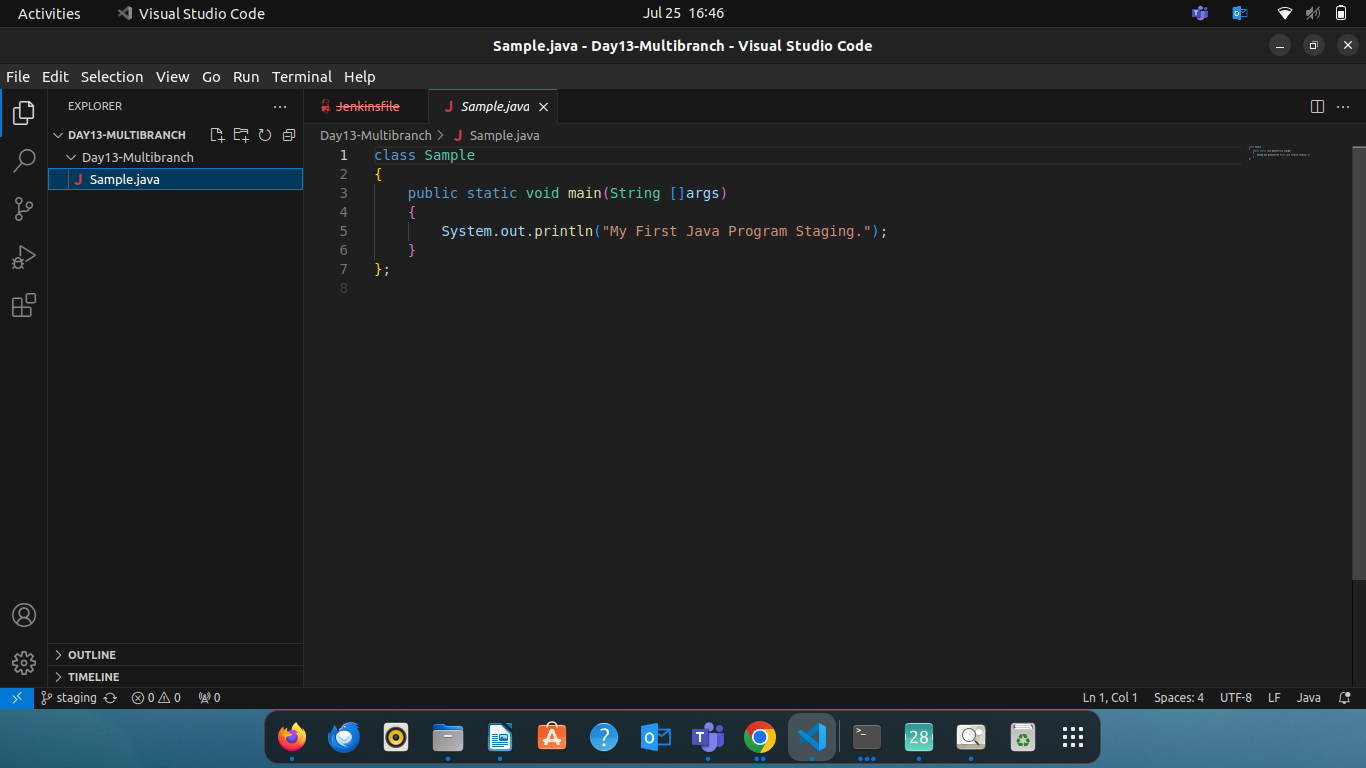 Activities Visual Studio Code Jul 25 16:46
Sample.java - Day13-Multibranch - Visual Studio Code
File Edit Selection View Go Run Terminal Help
EXPLORER
Jenkinsfile
J Sample.java
DAY13-MULTIBRANCH
Day13-Multibranch
J Sample.java
Day13-Multibranch > J Sample.java
1 class Sample
2 {
3 public static void main(String []args)
4 {
5 System.out.println("My First Java Program Staging.");
6 }
7 };
8
OUTLINE
TIMELINE
staging 0 0 0 Ln 1, Col 1 Spaces: 4 UTF-8 LF Java
28